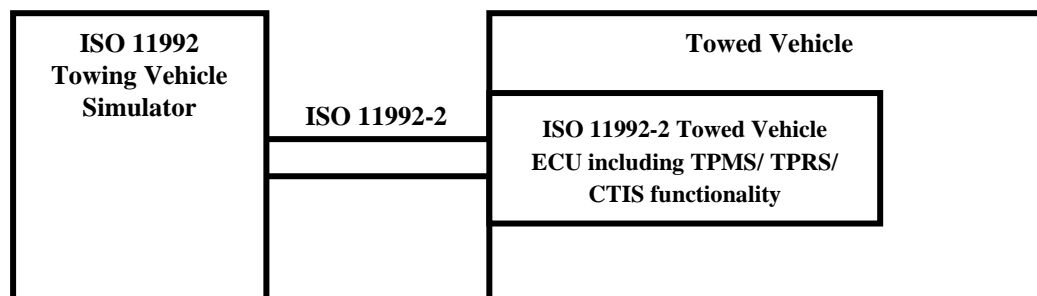 ISO 11992
Towing Vehicle
Simulator
ISO 11992-2
Towed Vehicle
ISO 11992-2 Towed Vehicle
ECU including TPMS/ TPRS/
CTIS functionality